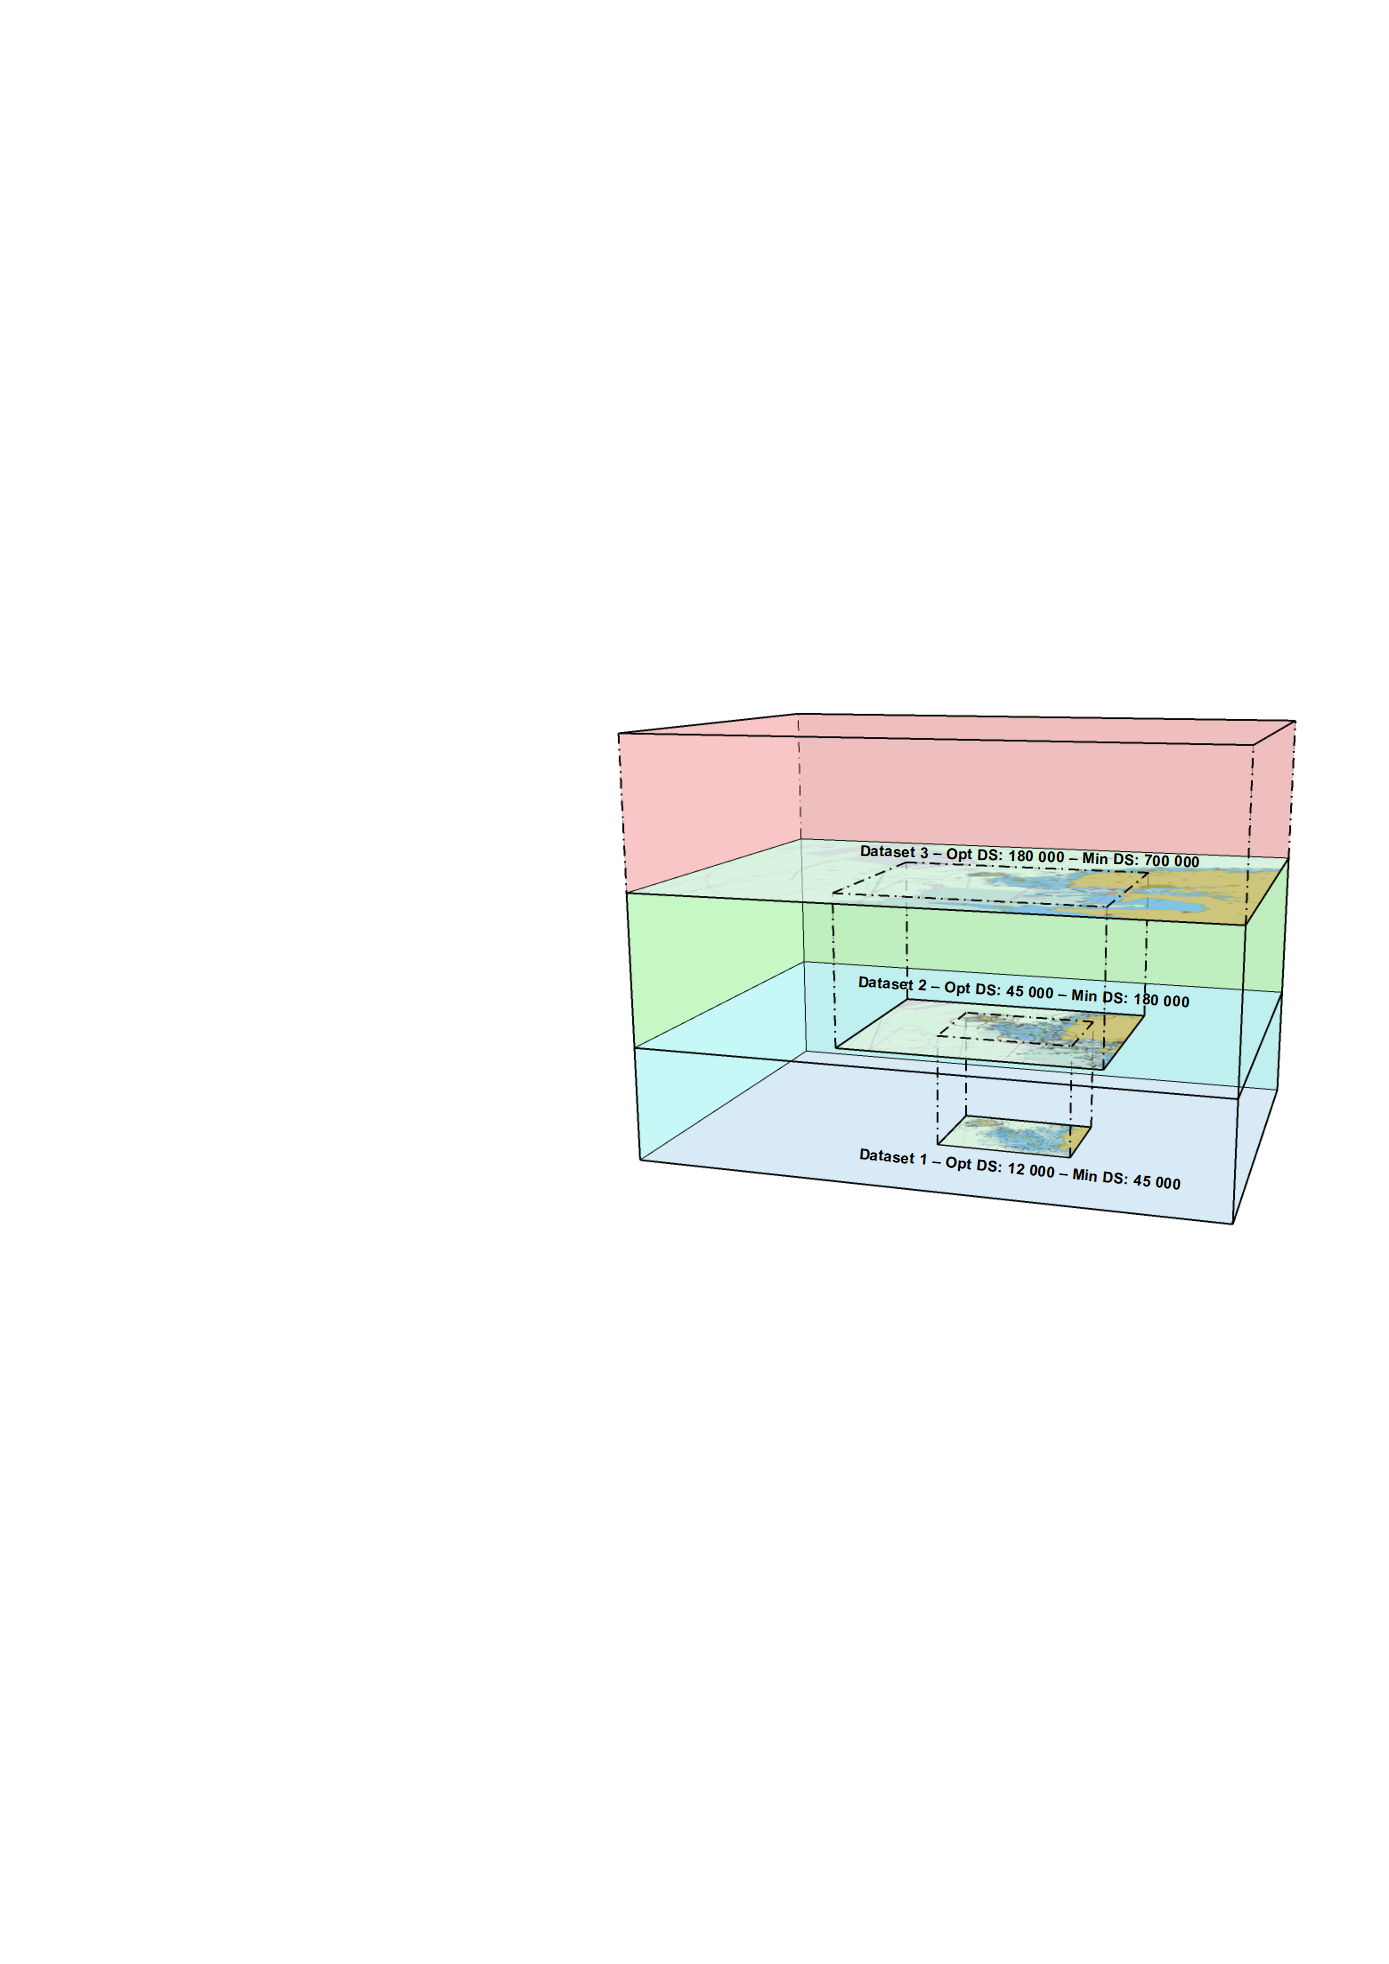 Dataset 3 – Opt DS: 180 000 – Min DS: 700 000
Dataset 2 – Opt DS: 45 000 – Min DS: 180 000
Dataset 1 – Opt DS: 12 000 – Min DS: 45 000